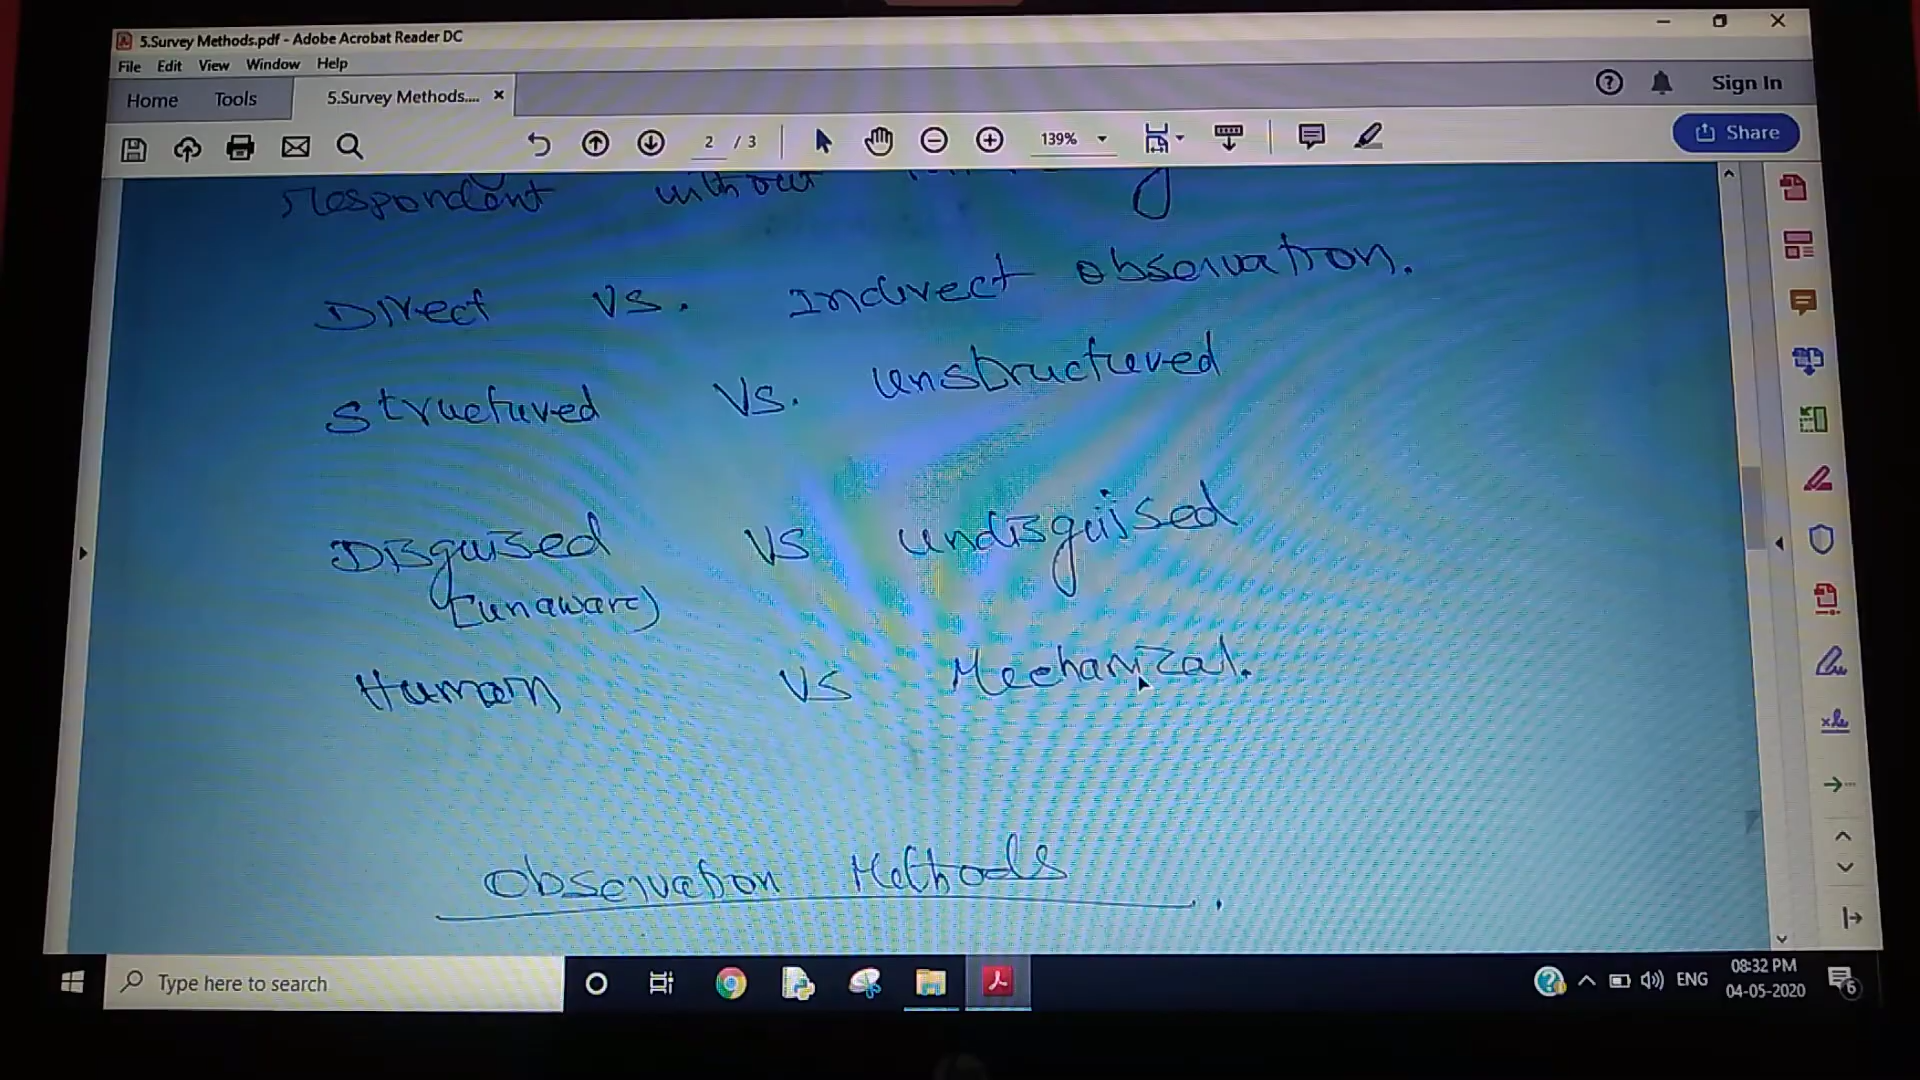 5.Survey Methods.pdf - Adobe Acrobat Reader DC
File Edit View Window Help
Home Tools 5.Survey Methods.... × Sign In
2 / 3 139% Share
respondent without
Direct vs. Indirect observation.
structured Vs. unstructured
Disguised vs undisguised
(unaware)
Human vs Mechanical.
Observation Methods.
Type here to search
ENG 08:32 PM
04-05-2020 6